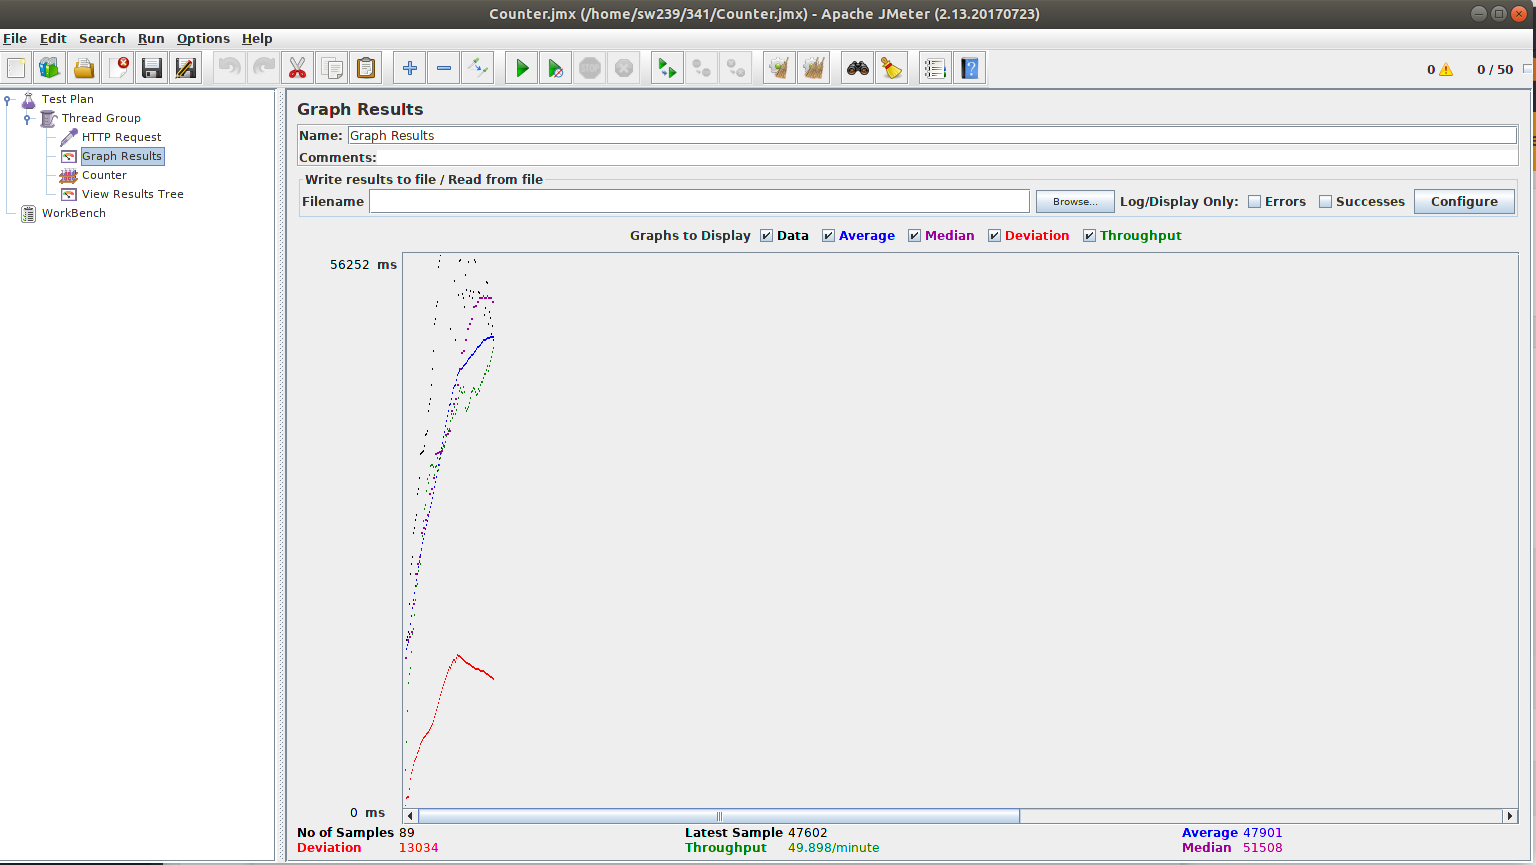 Counter.jmx (/home/sw239/341/Counter.jmx) - Apache JMeter (2.13.20170723)
File Edit Search Run Options Help
0 0 / 50
Test Plan
Thread Group
HTTP Request
Graph Results
Counter
View Results Tree
WorkBench
Graph Results
Name: Graph Results
Comments:
Write results to file / Read from file
Filename Browse... Log/Display Only: Errors Successes Configure
Graphs to Display Data Average Median Deviation Throughput
56252 ms
0 ms
No of Samples 89 Latest Sample 47602 Average 47901
Deviation 13034 Throughput 49.898/minute Median 51508